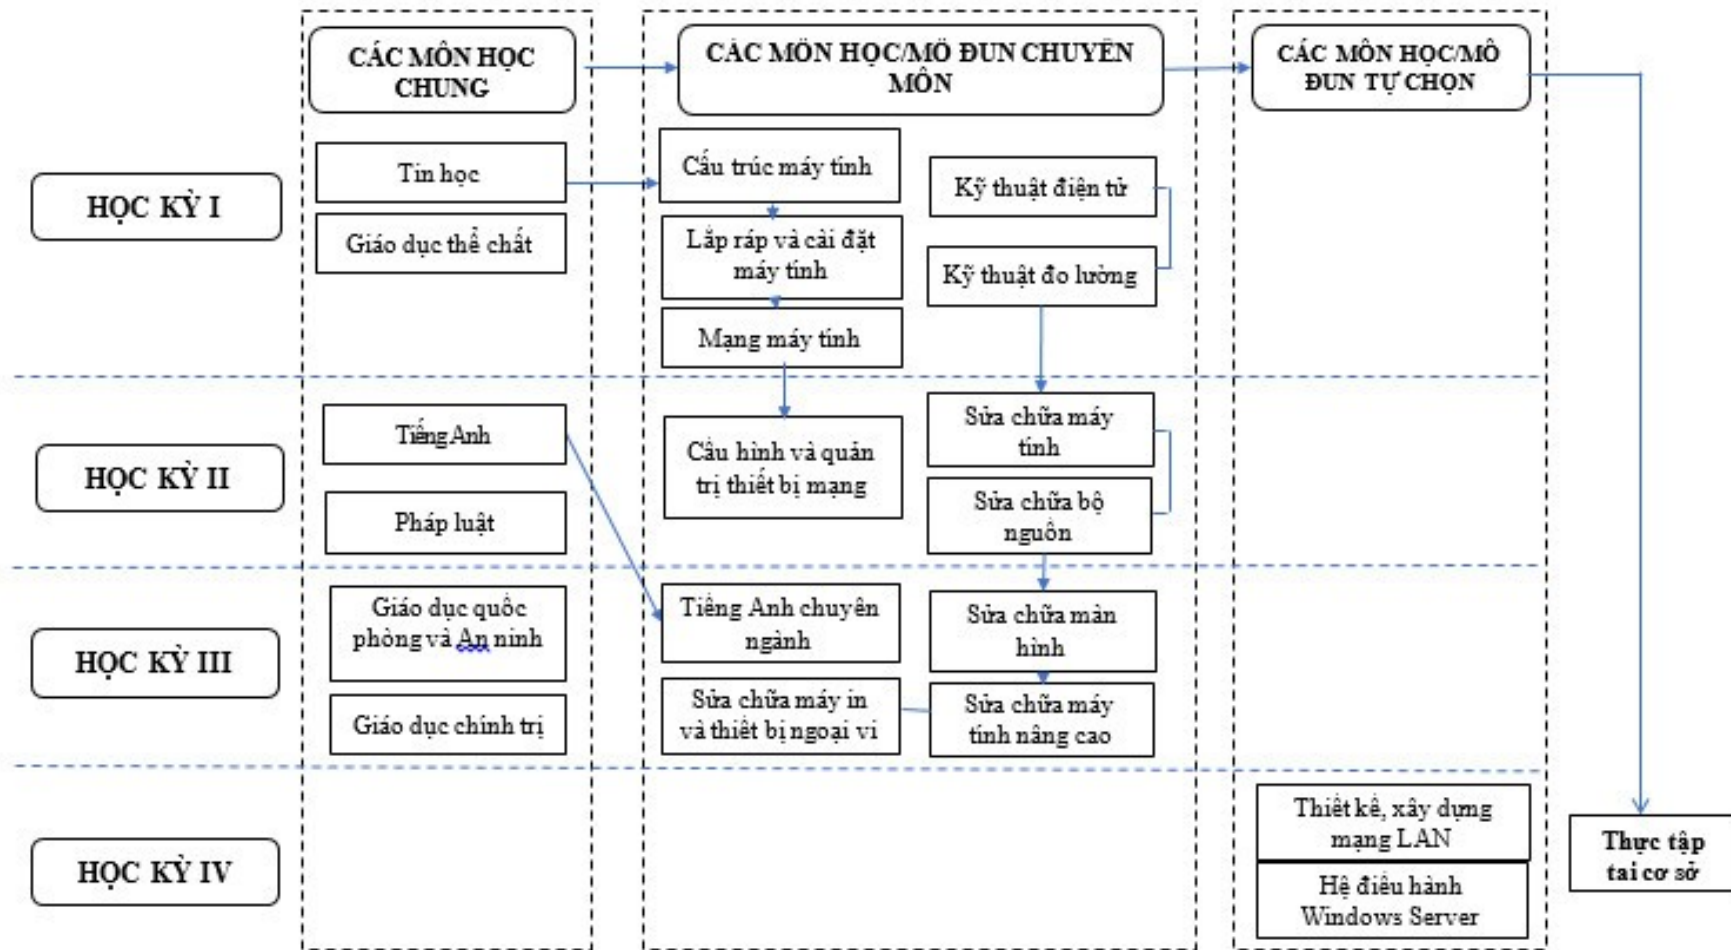 CÁC MÔN HỌC
CHUNG
CÁC MÔN HỌC/MÔ ĐUN CHUYÊN
MÔN
CÁC MÔN HỌC/MÔ
ĐUN TỰ CHỌN
HỌC KỲ I
Tin học
Giáo dục thể chất
Cấu trúc máy tính
Lắp ráp và cài đặt
máy tính
Mạng máy tính
Kỹ thuật điện tử
Kỹ thuật đo lường
HỌC KỲ II
Tiếng Anh
Pháp luật
Cấu hình và quản
trị thiết bị mạng
Sửa chữa máy
tính
Sửa chữa bộ
nguồn
HỌC KỲ III
Giáo dục quốc
phòng và An ninh
Giáo dục chính trị
Tiếng Anh chuyên
ngành
Sửa chữa máy in
và thiết bị ngoại vi
Sửa chữa màn
hình
Sửa chữa máy
tính nâng cao
HỌC KỲ IV
Thiết kế, xây dựng
mạng LAN
Hệ điều hành
Windows Server
Thực tập
tai cơ sở